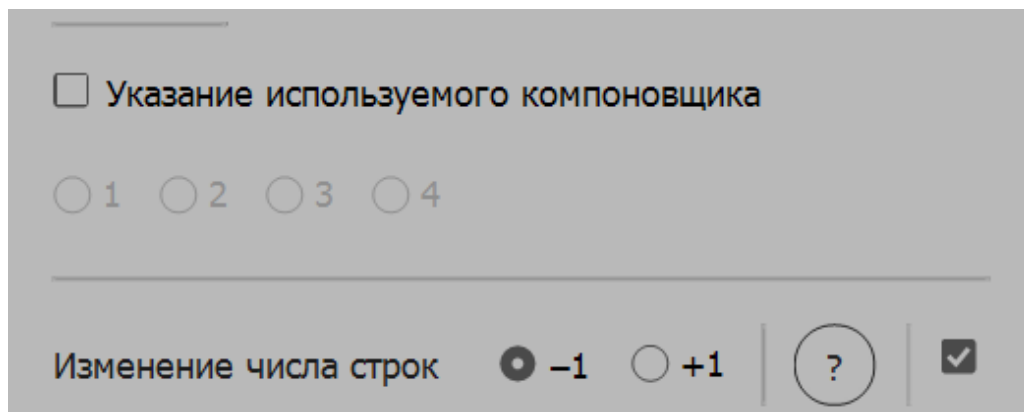 Указание используемого компоновщика
1 2 3 4
Изменение числа строк –1 +1 ?